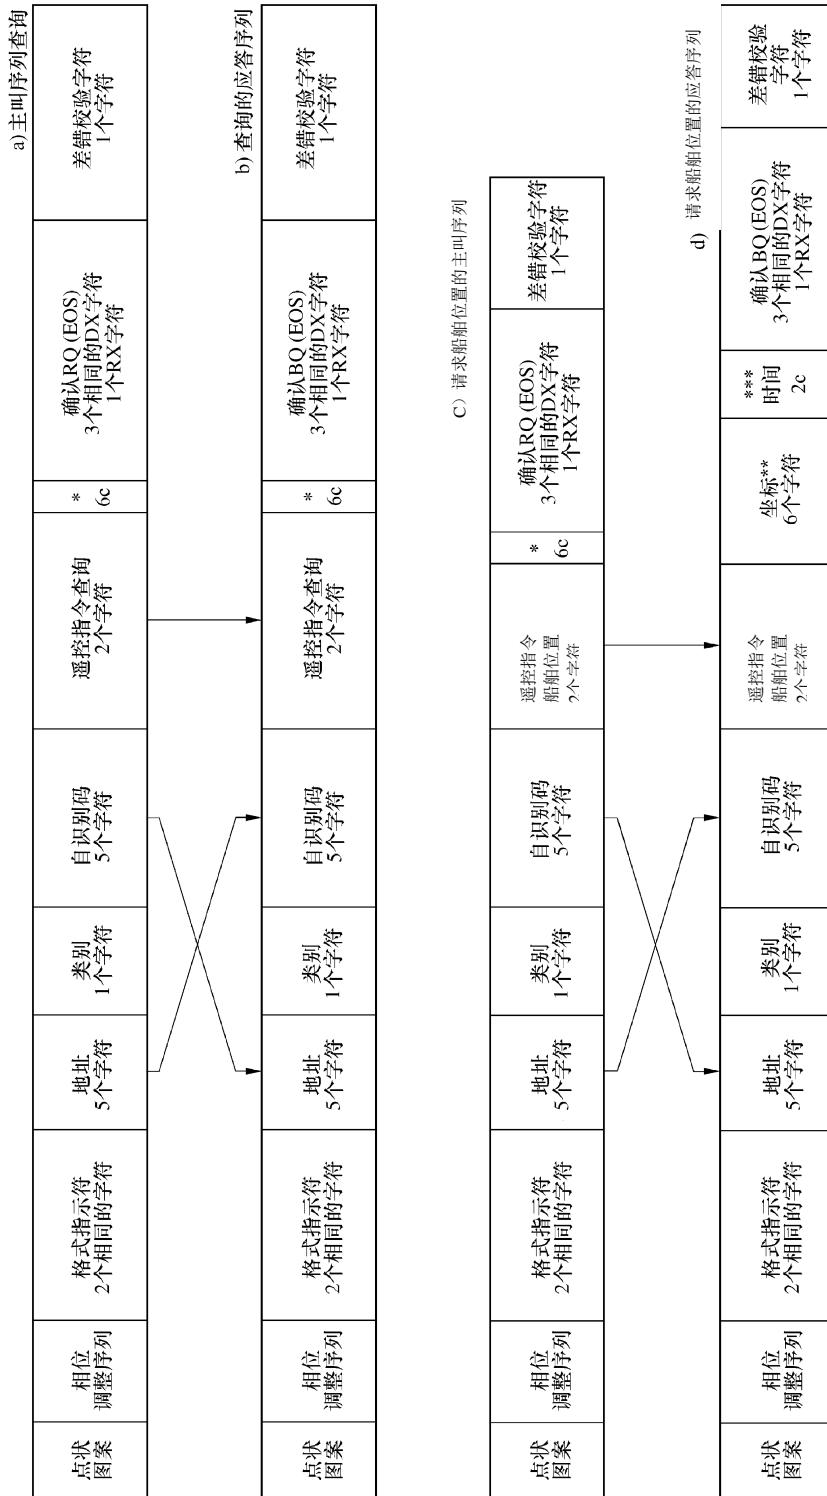 a)主叫序列查询
点状
图案
相位
调整序列
格式指示符
2个相同的字符
地址
5个字符
类别
1个字符
自识别码
5个字符
遥控指令查询
2个字符
*
6c
确认RQ (EOS)
3个相同的DX字符
1个RX字符
差错校验字符
1个字符
b) 查询的应答序列
点状
图案
相位
调整序列
格式指示符
2个相同的字符
地址
5个字符
类别
1个字符
自识别码
5个字符
遥控指令查询
2个字符
*
6c
确认BQ (EOS)
3个相同的DX字符
1个RX字符
差错校验字符
1个字符
C）请求船舶位置的主叫序列
点状
图案
相位
调整序列
格式指示符
2个相同的字符
地址
5个字符
类别
1个字符
自识别码
5个字符
遥控指令
船舶位置
2个字符
*
6c
确认RQ (EOS)
3个相同的DX字符
1个RX字符
差错校验字符
1个字符
d) 请求船舶位置的应答序列
点状
图案
相位
调整序列
格式指示符
2个相同的字符
地址
5个字符
类别
1个字符
自识别码
5个字符
遥控指令
船舶位置
2个字符
坐标**
6个字符
***
时间
2c
确认BQ (EOS)
3个相同的DX字符
1个RX字符
差错校验
字符
1个字符